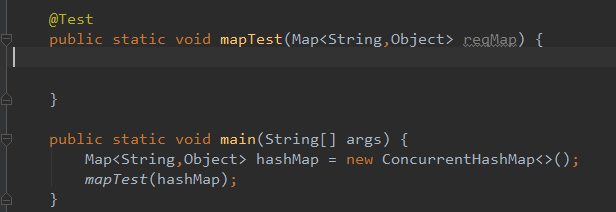 @Test
public static void mapTest(Map<String,Object> reqMap) {
}
public static void main(String[] args) {
Map<String,Object> hashMap = new ConcurrentHashMap<>();
mapTest(hashMap);
}